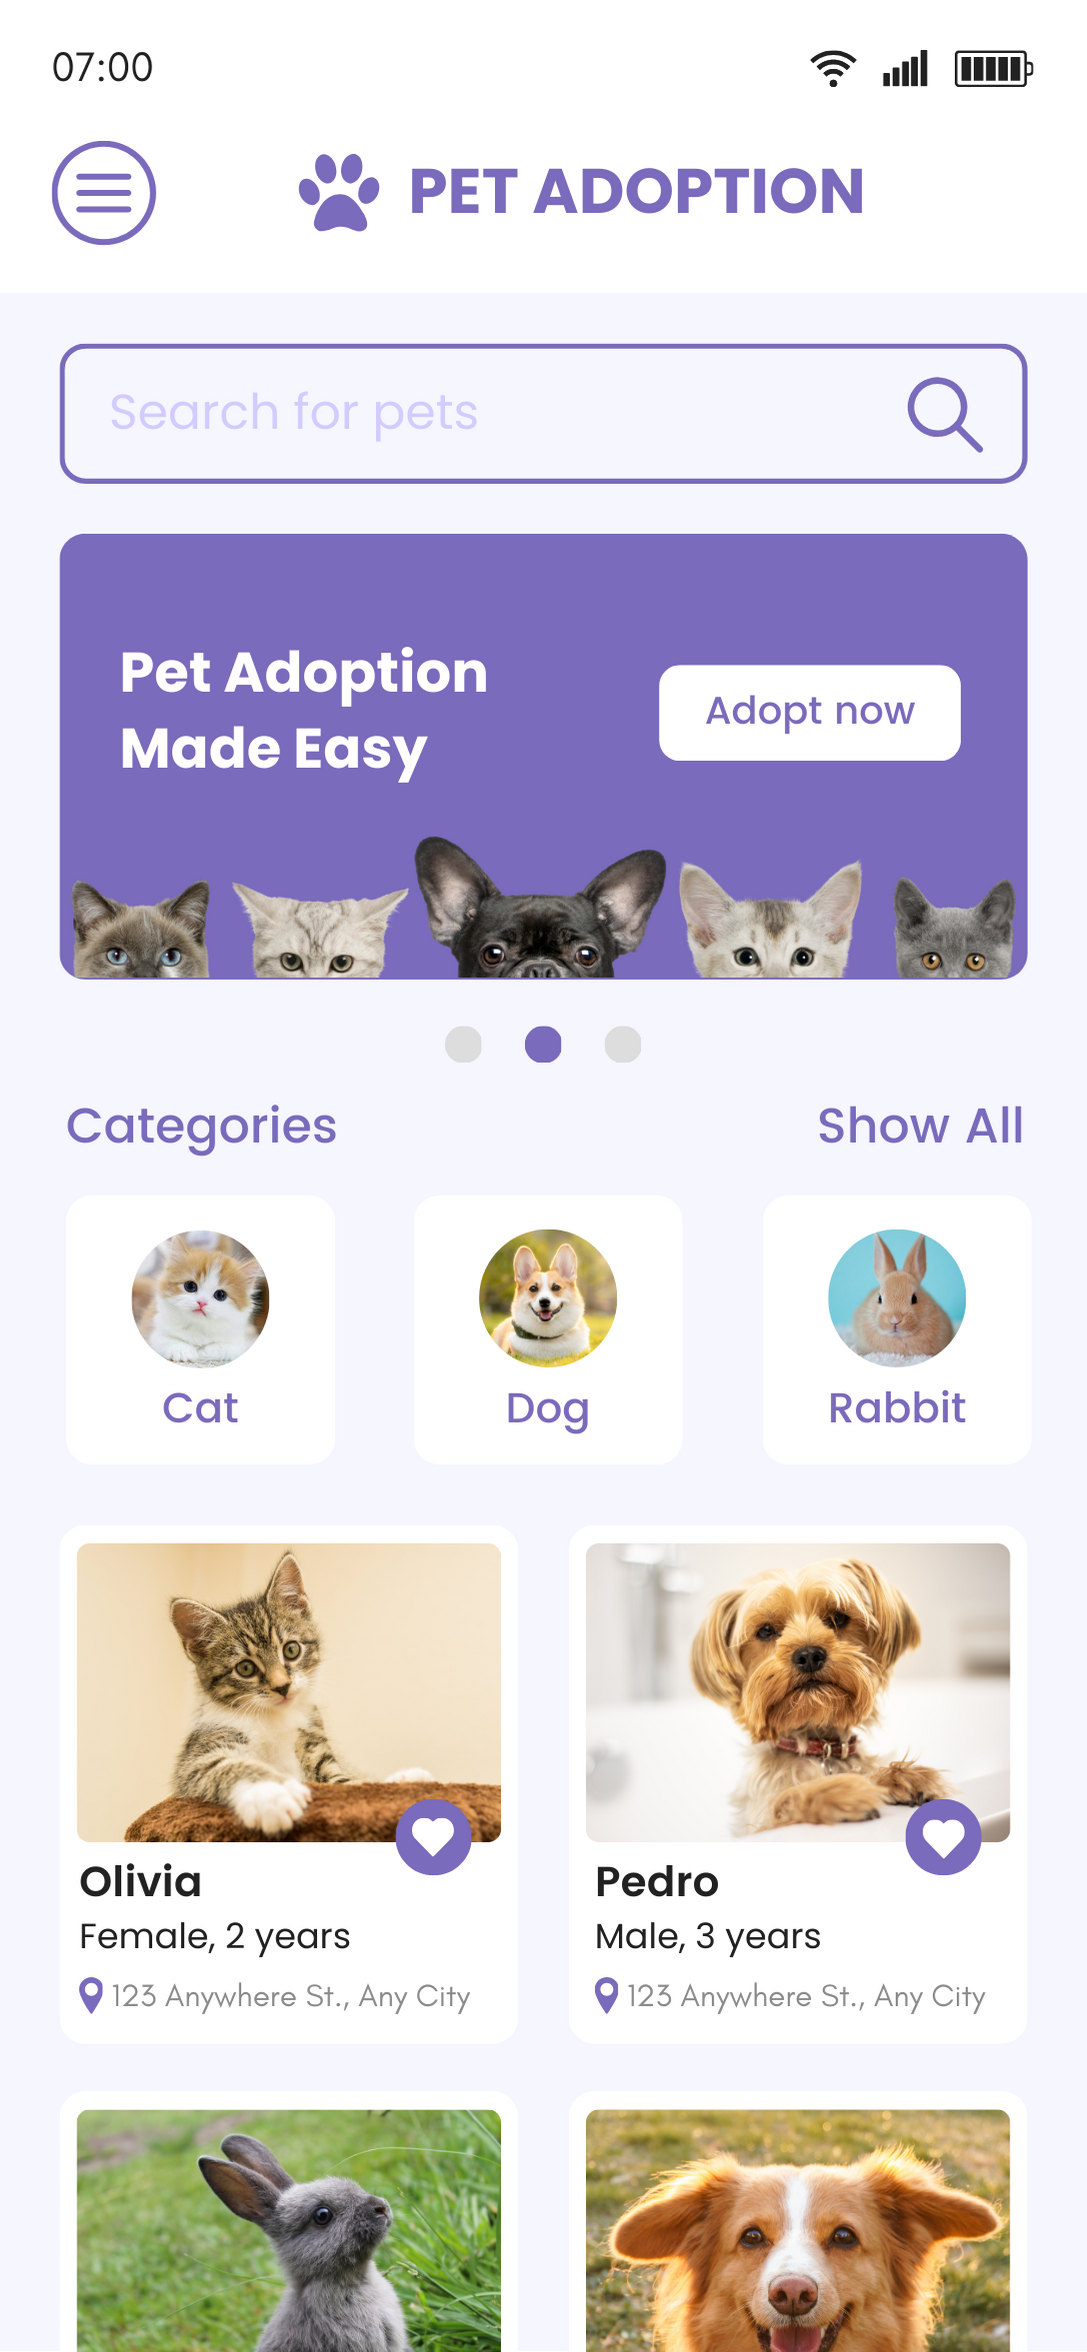 07:00
PET ADOPTION
Search for pets
Pet Adoption
Made Easy
Adopt now
Categories
Show All
Cat
Dog
Rabbit
Olivia
Female, 2 years
123 Anywhere St., Any City
Pedro
Male, 3 years
123 Anywhere St., Any City